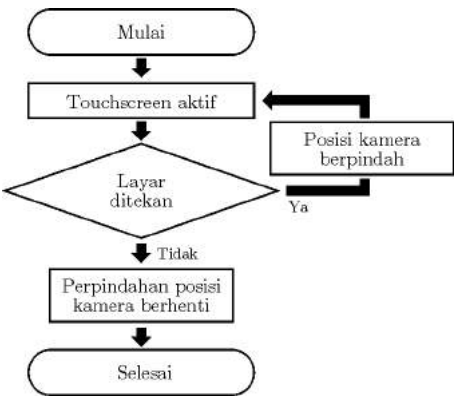 Mulai
Touchscreen aktif
Posisi kamera
berpindah
Layar
ditekan
Ya
Tidak
Perpindahan posisi
kamera berhenti
Selesai